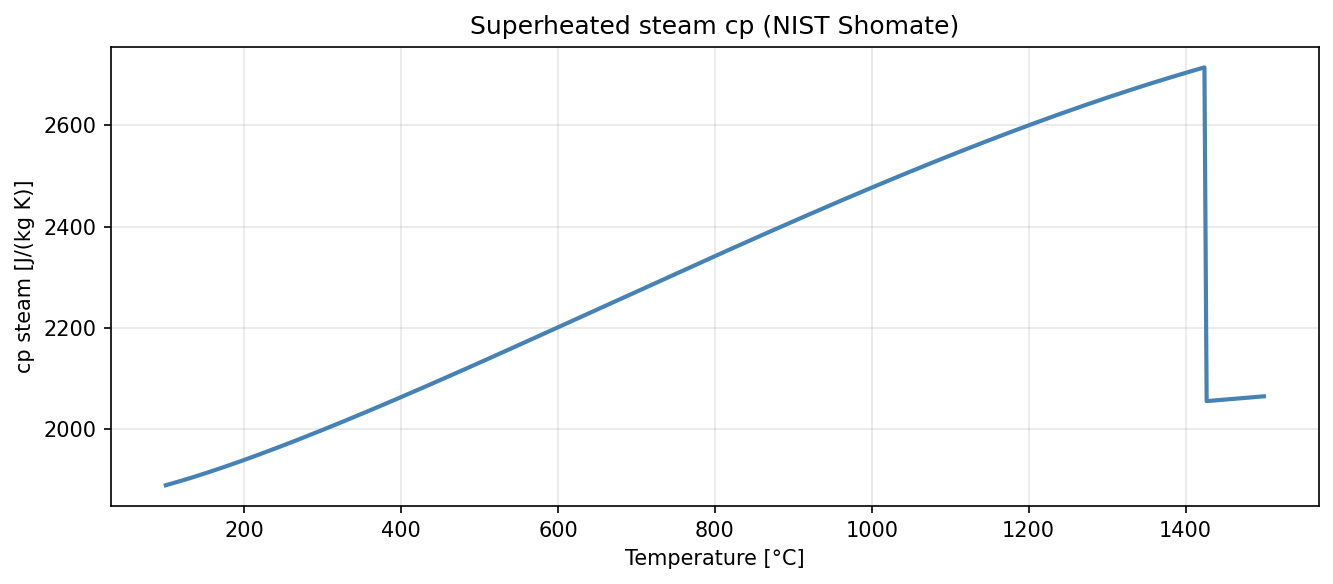 Superheated steam cp (NIST Shomate)
cp steam [J/(kg K)]
2600
2400
2200
2000
200 400 600 800 1000 1200 1400
Temperature [°C]